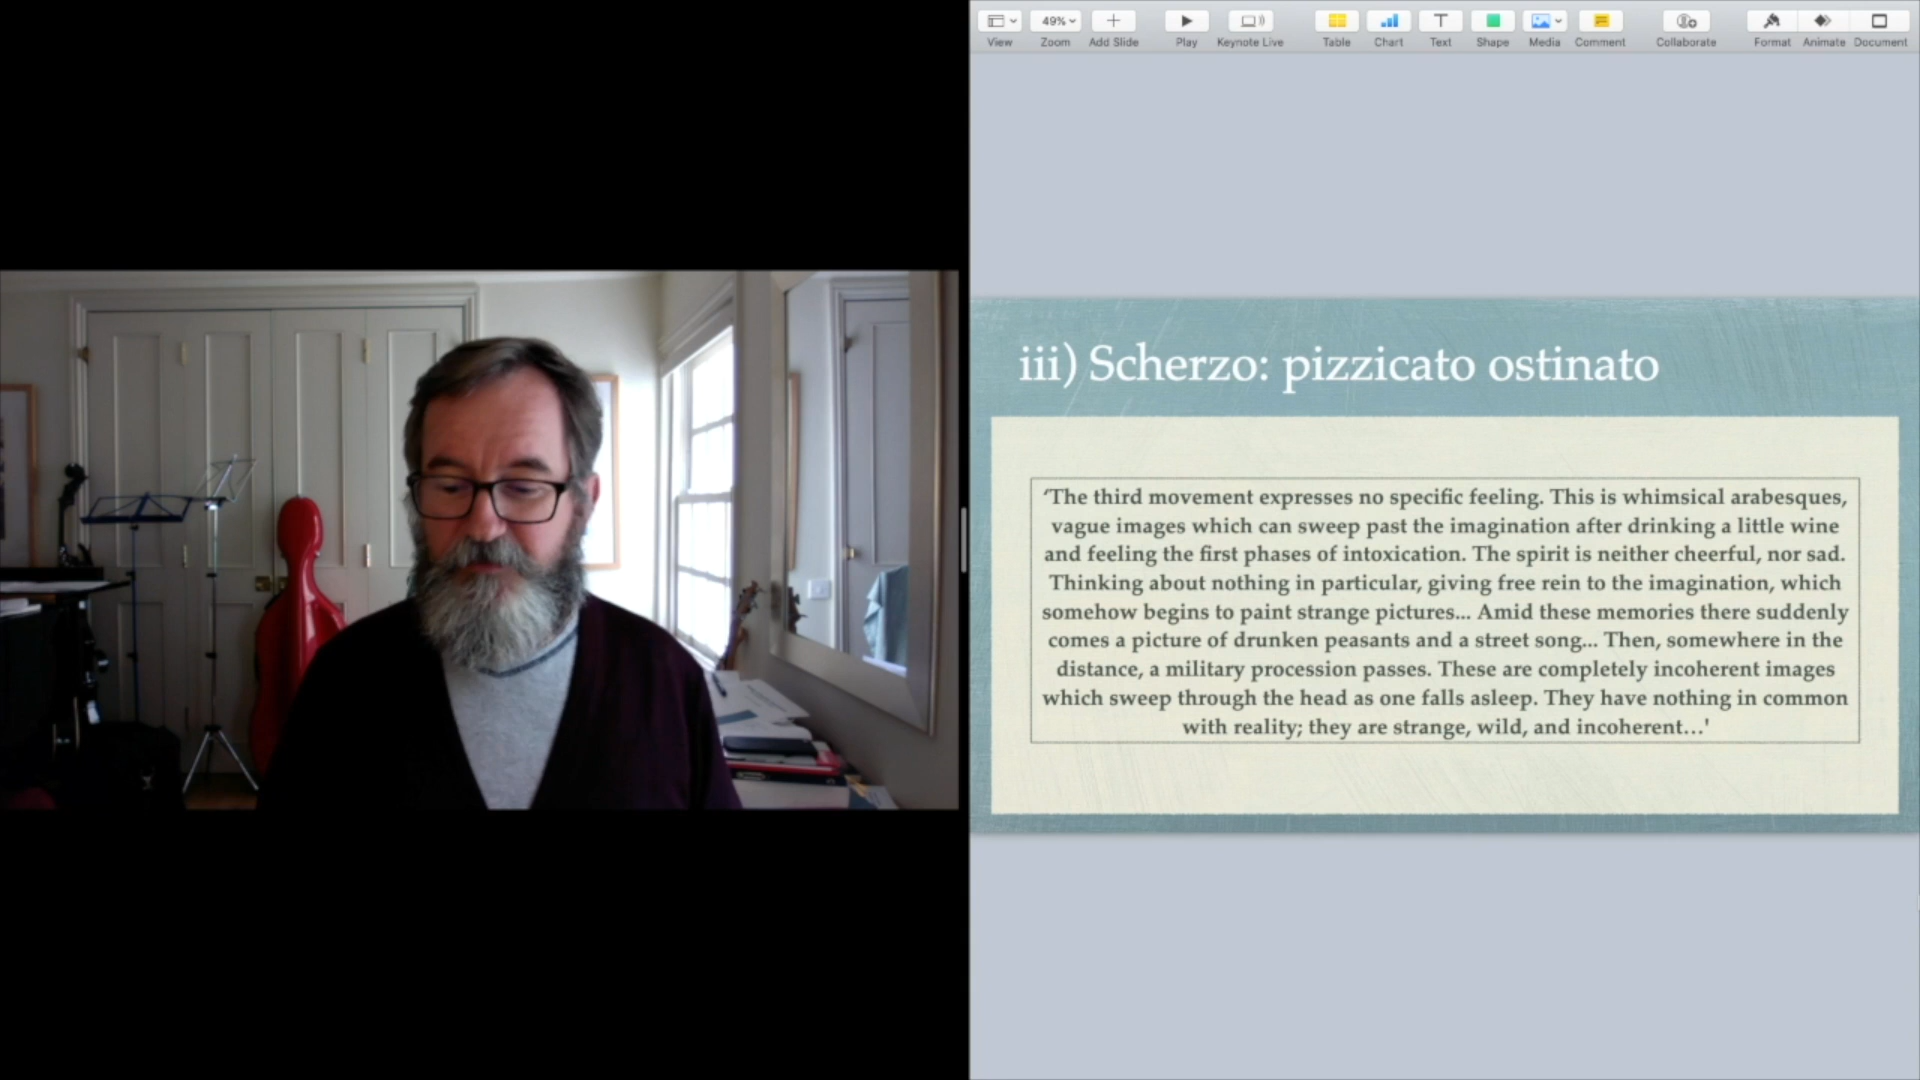 49%
View
Zoom
Add Slide
Play
Keynote Live
Table
Chart
Text
Shape
Media
Comment
Collaborate
Format
Animate
Document
iii) Scherzo: pizzicato ostinato
‘The third movement expresses no specific feeling. This is whimsical arabesques,
vague images which can sweep past the imagination after drinking a little wine
and feeling the first phases of intoxication. The spirit is neither cheerful, nor sad.
Thinking about nothing in particular, giving free rein to the imagination, which
somehow begins to paint strange pictures... Amid these memories there suddenly
comes a picture of drunken peasants and a street song... Then, somewhere in the
distance, a military procession passes. These are completely incoherent images
which sweep through the head as one falls asleep. They have nothing in common
with reality; they are strange, wild, and incoherent…'